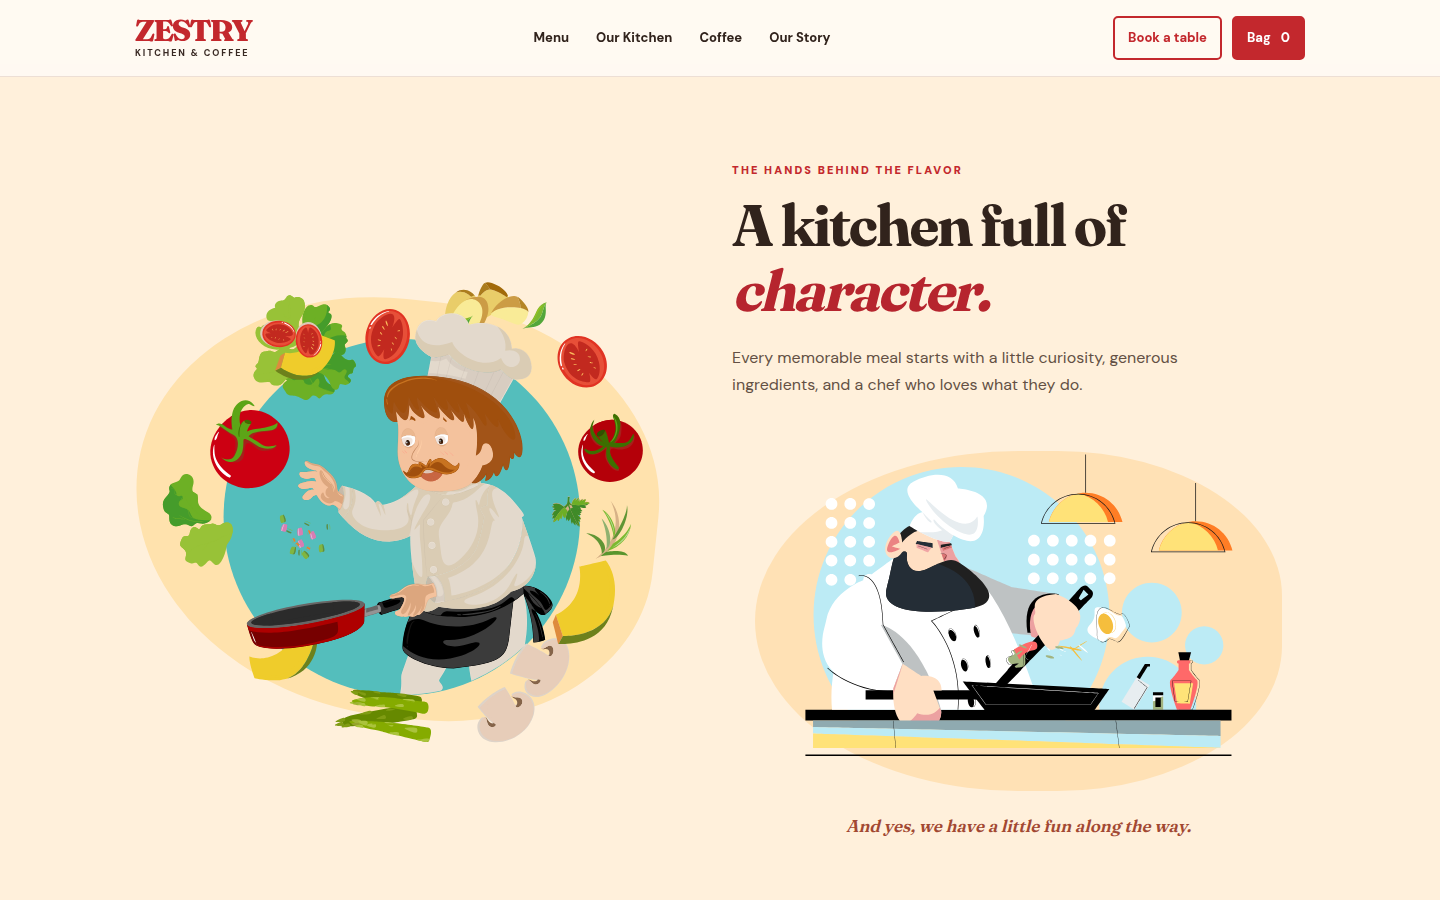 ZESTRY
KITCHEN & COFFEE
Menu
Our Kitchen
Coffee
Our Story
Book a table
Bag 0
THE HANDS BEHIND THE FLAVOR
A kitchen full of
character.
Every memorable meal starts with a little curiosity, generous
ingredients, and a chef who loves what they do.
And yes, we have a little fun along the way.